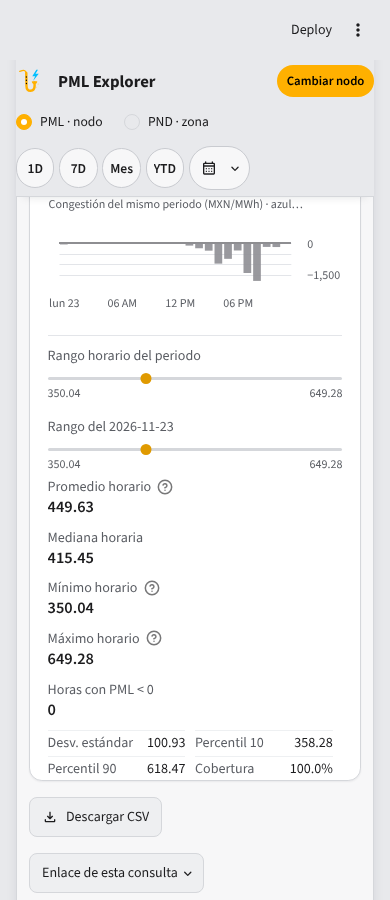 Deploy
PML Explorer
Cambiar nodo
PML · nodo
PND · zona
1D
7D
Mes
YTD
Congestión del mismo periodo (MXN/MWh) · azul…
0
−1,500
lun 23
06 AM
12 PM
06 PM
Rango horario del periodo
350.04
649.28
Rango del 2026-11-23
350.04
649.28
Promedio horario
449.63
Mediana horaria
415.45
Mínimo horario
350.04
Máximo horario
649.28
Horas con PML < 0
0
Desv. estándar 100.93 Percentil 10 358.28
Percentil 90 618.47 Cobertura 100.0%
Descargar CSV
Enlace de esta consulta